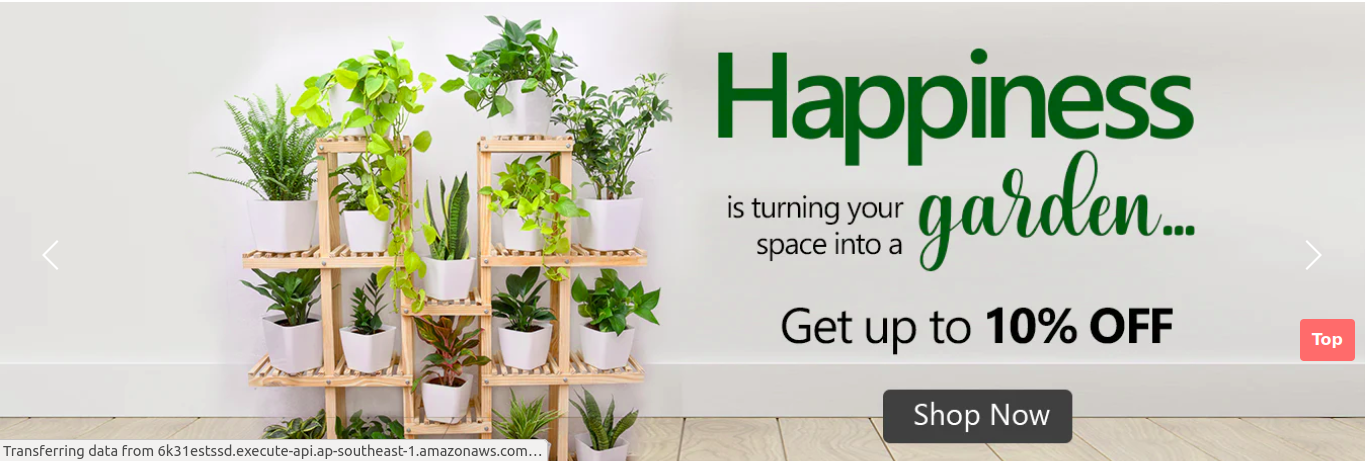 Happiness
is turning your
space into a
garden...
Get up to 10% OFF
Top
Shop Now
Transferring data from 6k31estssd.execute-api.ap-southeast-1.amazonaws.com…